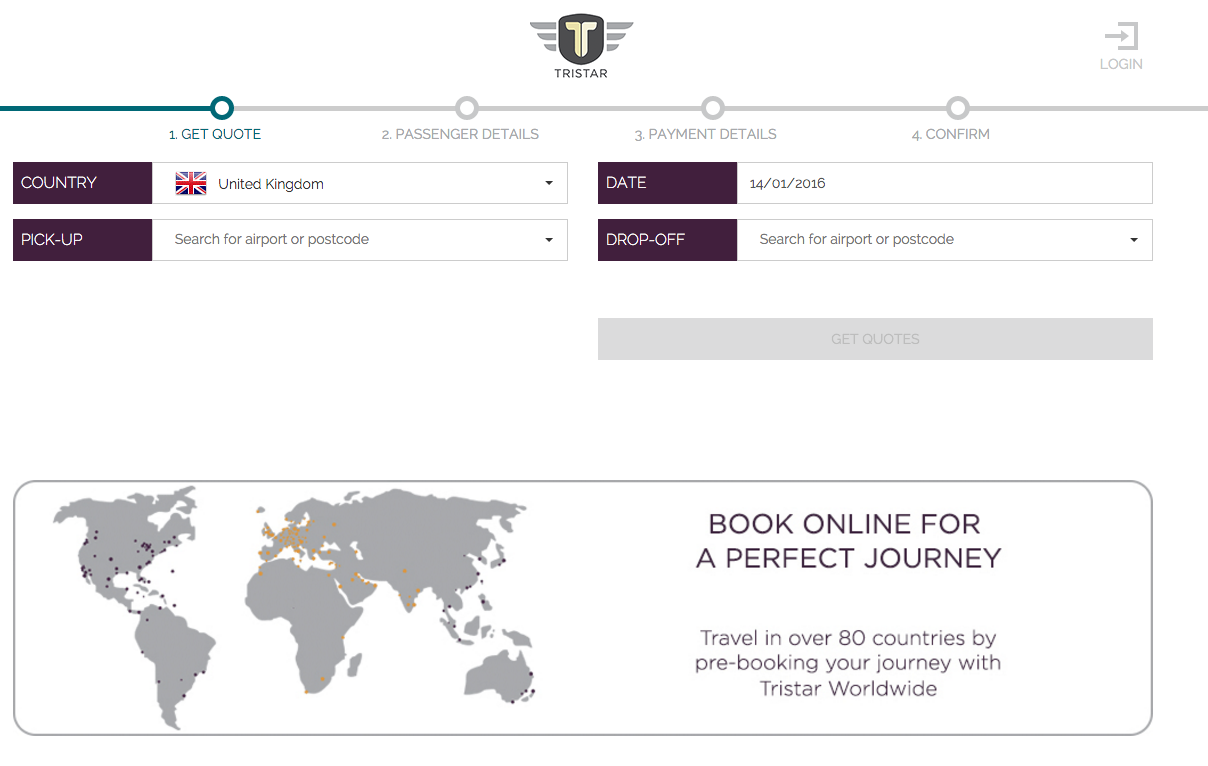 T
TRISTAR
LOGIN
1. GET QUOTE
2. PASSENGER DETAILS
3. PAYMENT DETAILS
4. CONFIRM
COUNTRY
United Kingdom
DATE
14/01/2016
PICK-UP
Search for airport or postcode
DROP-OFF
Search for airport or postcode
GET QUOTES
BOOK ONLINE FOR
A PERFECT JOURNEY
Travel in over 80 countries by
pre-booking your journey with
Tristar Worldwide